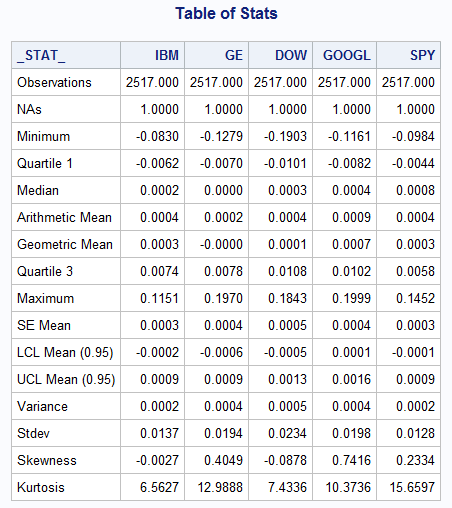 Table of Stats
_STAT_ IBM GE DOW GOOGL SPY
Observations 2517.000 2517.000 2517.000 2517.000 2517.000
NAs 1.0000 1.0000 1.0000 1.0000 1.0000
Minimum -0.0830 -0.1279 -0.1903 -0.1161 -0.0984
Quartile 1 -0.0062 -0.0070 -0.0101 -0.0082 -0.0044
Median 0.0002 0.0000 0.0003 0.0004 0.0008
Arithmetic Mean 0.0004 0.0002 0.0004 0.0009 0.0004
Geometric Mean 0.0003 -0.0000 0.0001 0.0007 0.0003
Quartile 3 0.0074 0.0078 0.0108 0.0102 0.0058
Maximum 0.1151 0.1970 0.1843 0.1999 0.1452
SE Mean 0.0003 0.0004 0.0005 0.0004 0.0003
LCL Mean (0.95) -0.0002 -0.0006 -0.0005 0.0001 -0.0001
UCL Mean (0.95) 0.0009 0.0009 0.0013 0.0016 0.0009
Variance 0.0002 0.0004 0.0005 0.0004 0.0002
Stdev 0.0137 0.0194 0.0234 0.0198 0.0128
Skewness -0.0027 0.4049 -0.0878 0.7416 0.2334
Kurtosis 6.5627 12.9888 7.4336 10.3736 15.6597